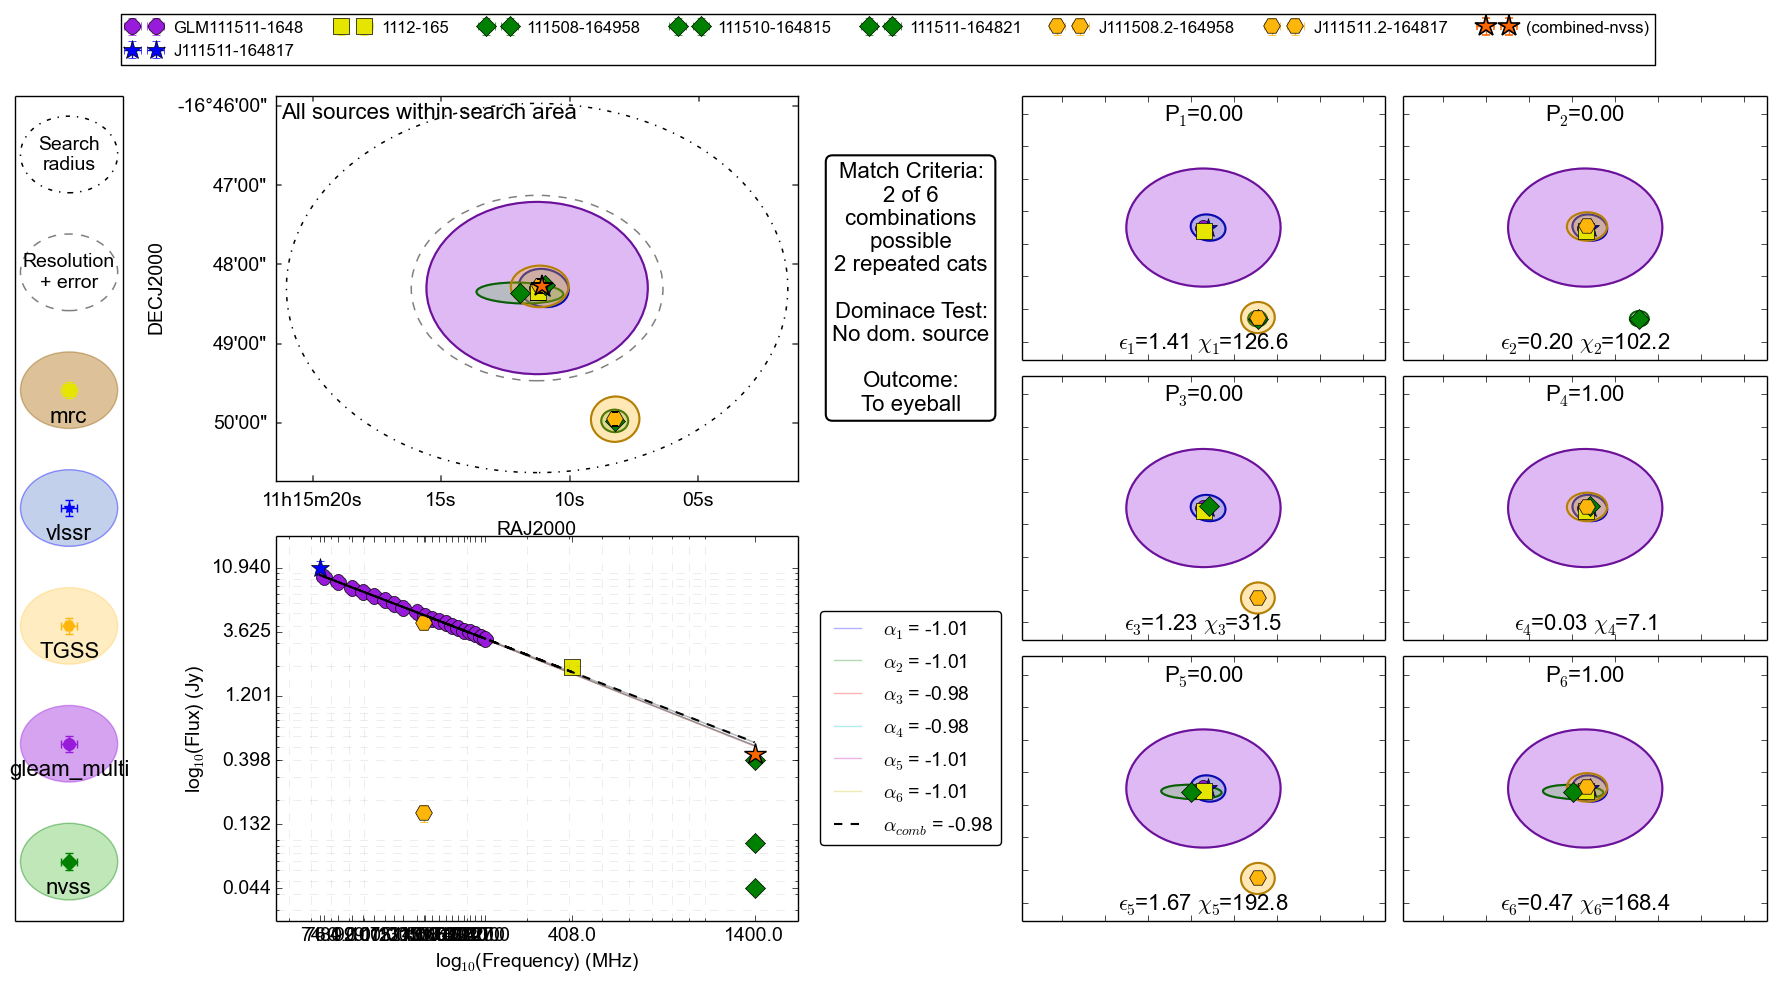 GLM111511-1648
1112-165
111508-164958
111510-164815
111511-164821
J111508.2-164958
J111511.2-164817
(combined-nvss)
J111511-164817
Search
radius
Resolution
+ error
mrc
vlssr
TGSS
gleam_multi
nvss
All sources within search area
-16°46'00"
47'00"
48'00"
49'00"
50'00"
DECJ2000
11h15m20s
15s
10s
05s
RAJ2000
10.940
3.625
1.201
0.398
0.132
0.044
log10(Flux) (Jy)
408.0
1400.0
log10(Frequency) (MHz)
Match Criteria:
2 of 6
combinations
possible
2 repeated cats
Dominace Test:
No dom. source
Outcome:
To eyeball
α1 = -1.01
α2 = -1.01
α3 = -0.98
α4 = -0.98
α5 = -1.01
α6 = -1.01
αcomb = -0.98
P1=0.00
ϵ1=1.41 χ1=126.6
P2=0.00
ϵ2=0.20 χ2=102.2
P3=0.00
ϵ3=1.23 χ3=31.5
P4=1.00
ϵ4=0.03 χ4=7.1
P5=0.00
ϵ5=1.67 χ5=192.8
P6=1.00
ϵ6=0.47 χ6=168.4